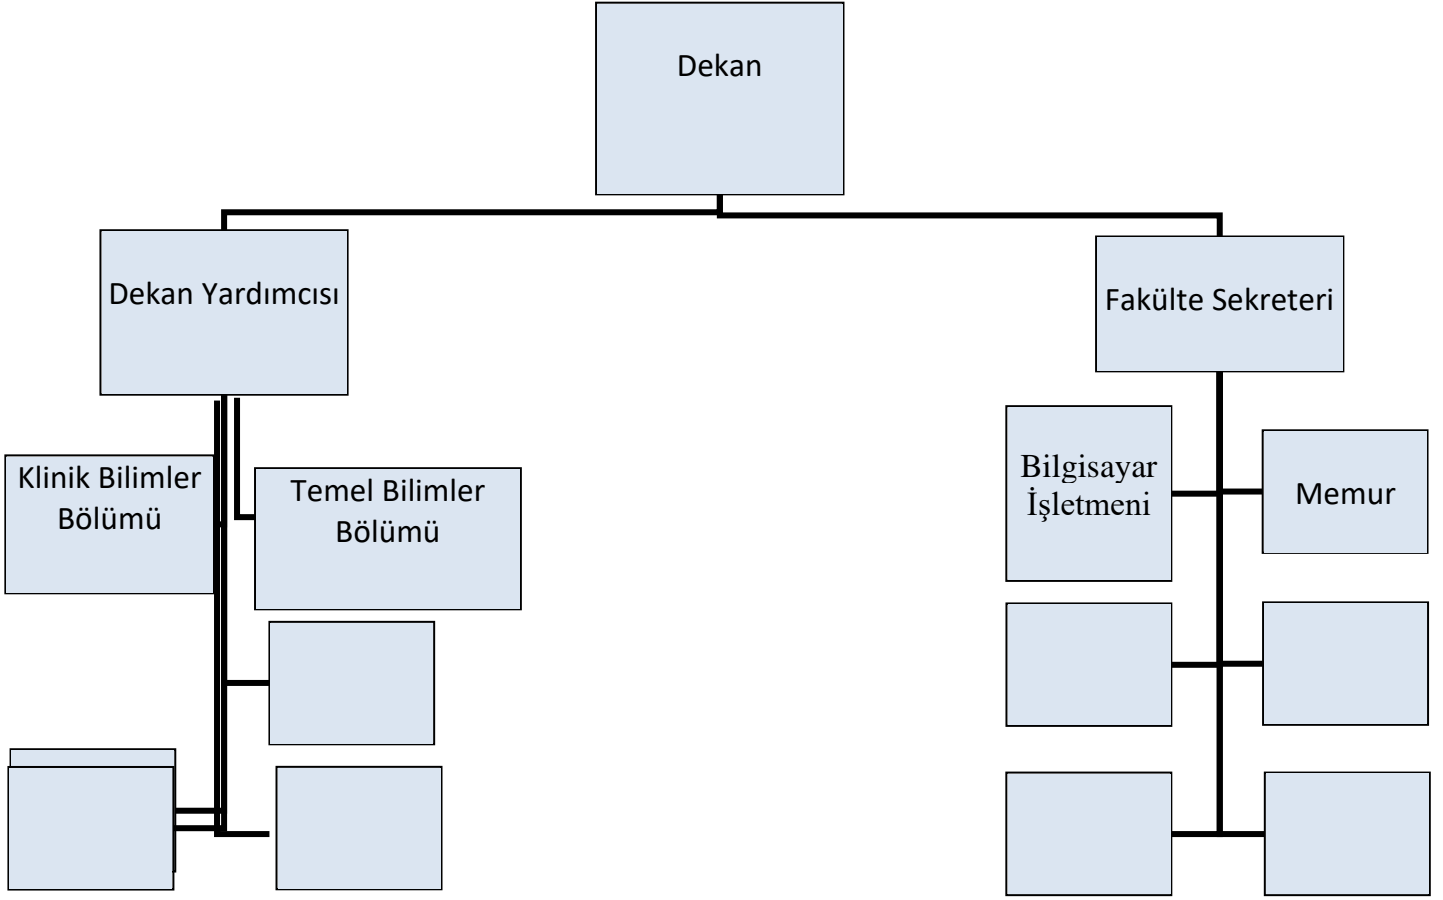 Dekan
Dekan Yardımcısı
Fakülte Sekreteri
Klinik Bilimler
Bölümü
Temel Bilimler
Bölümü
Bilgisayar
İşletmeni
Memur